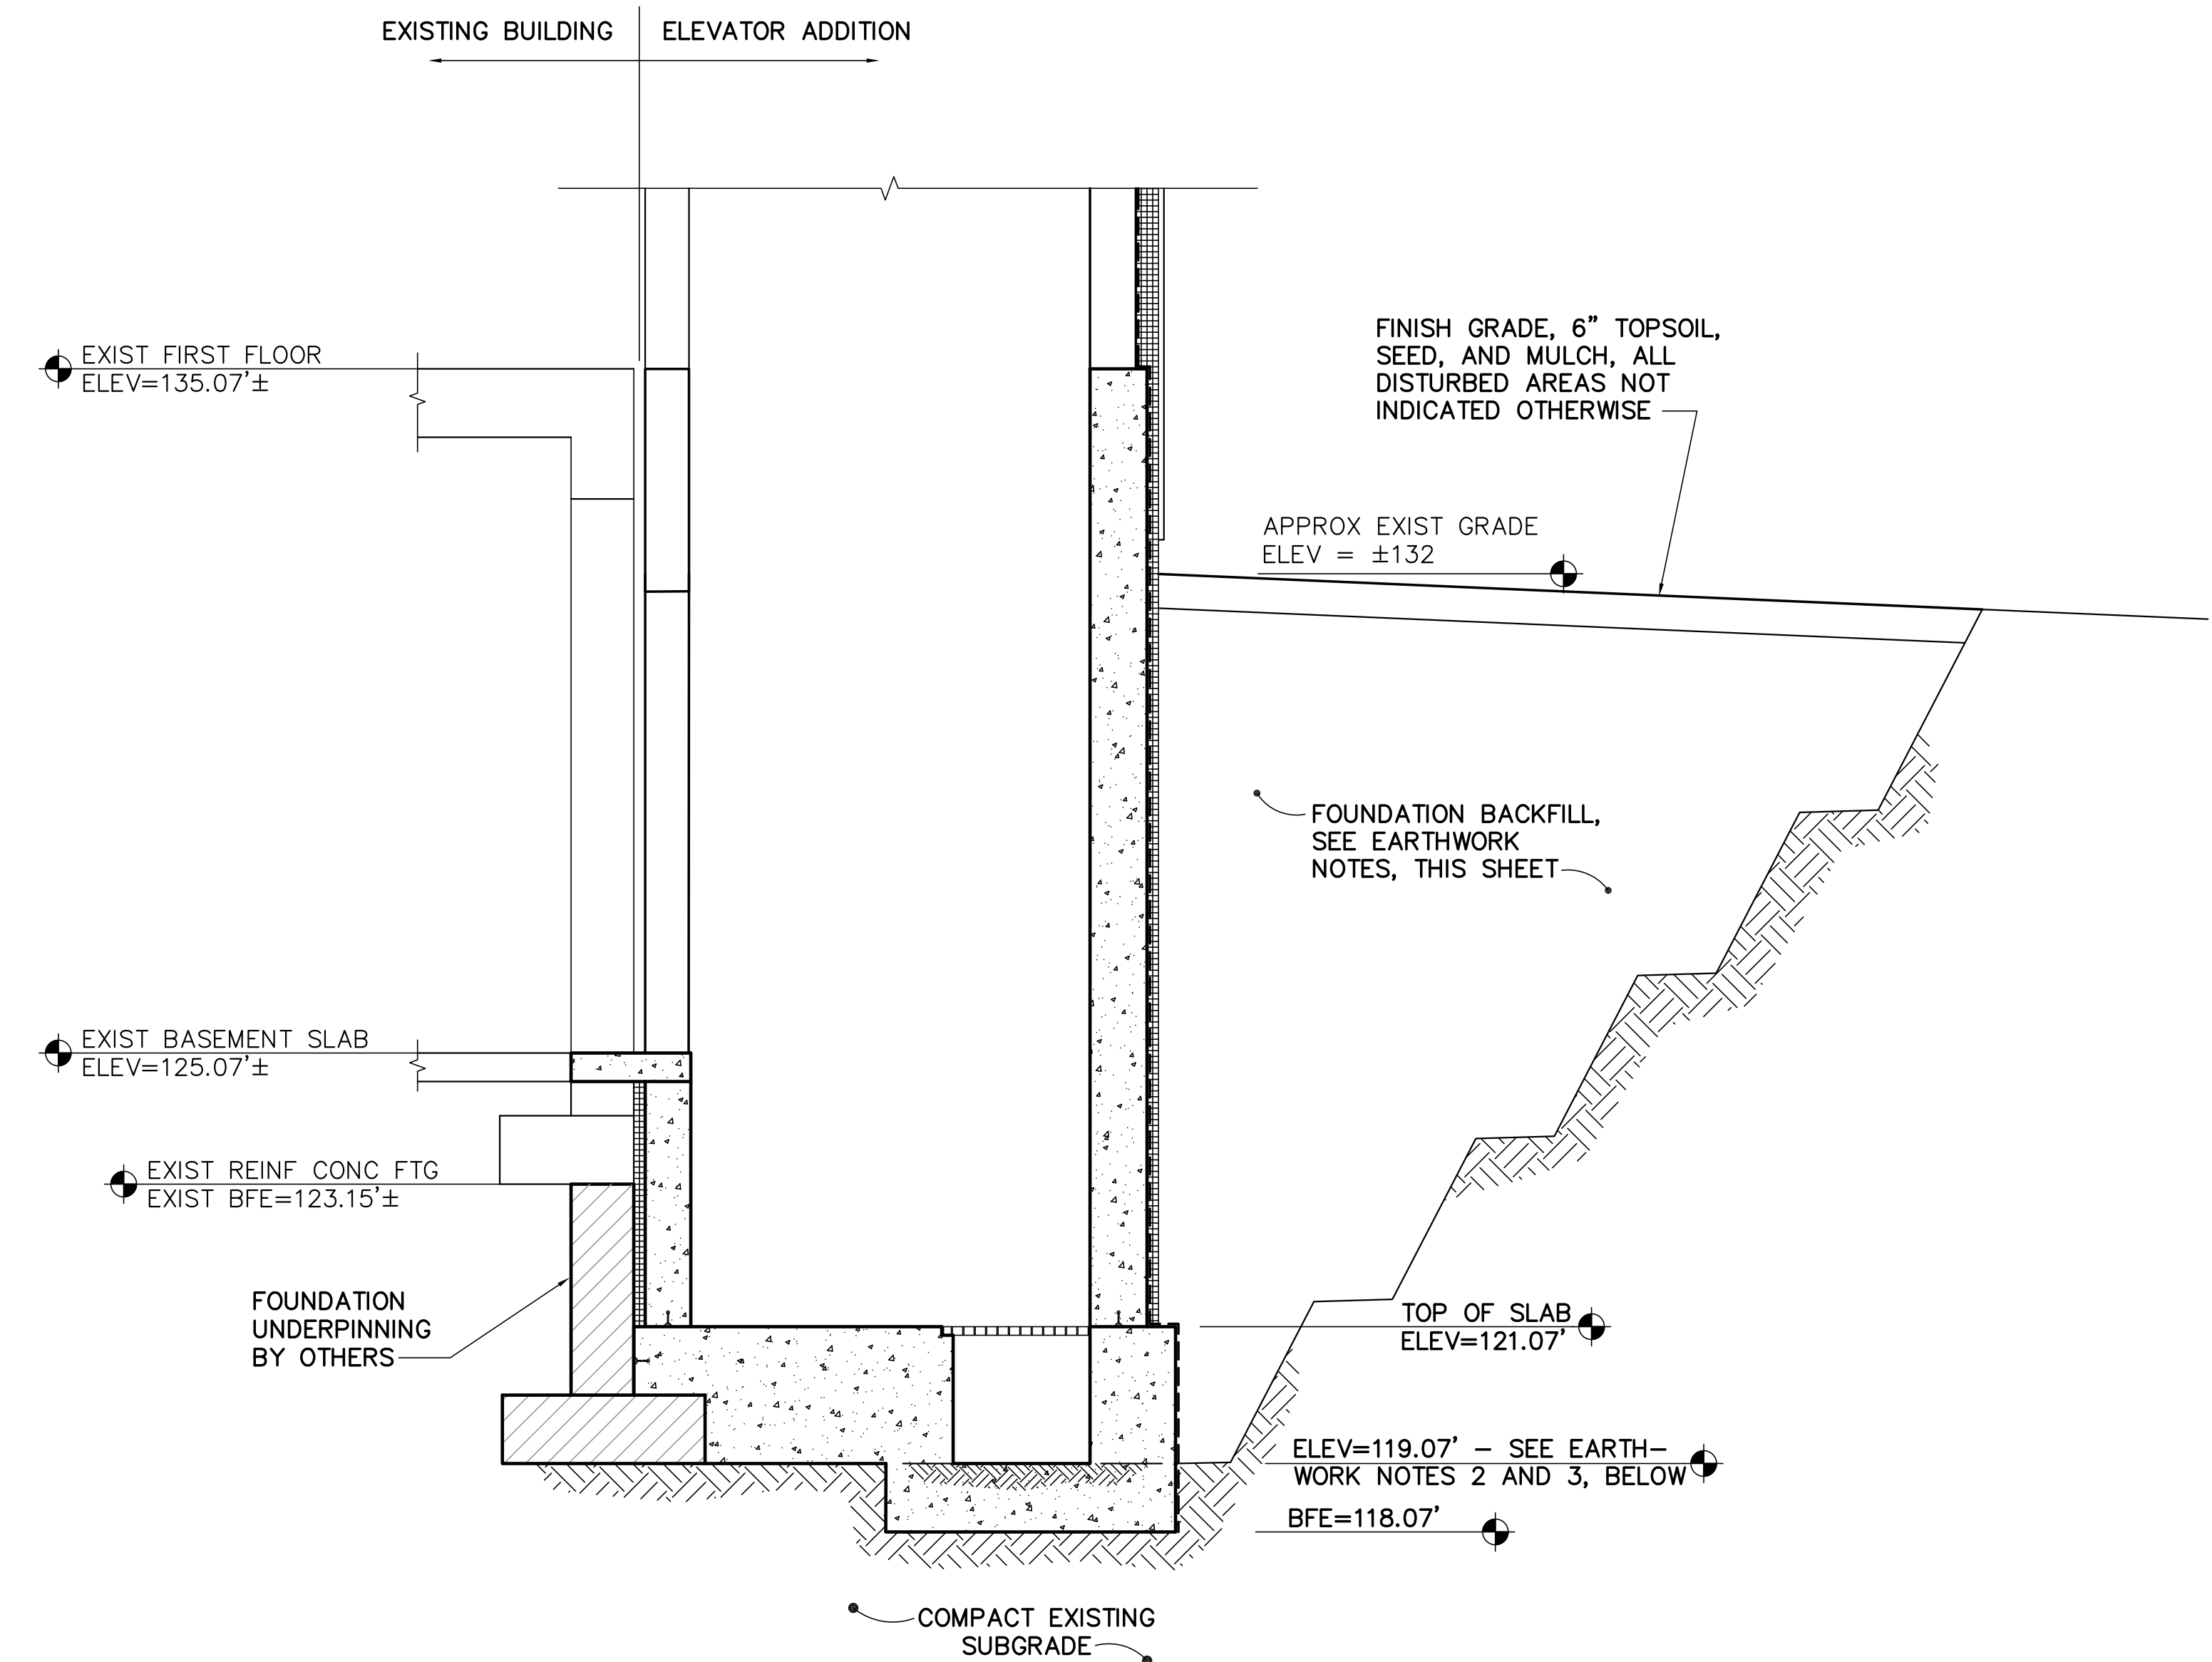 EXISTING BUILDING
ELEVATOR ADDITION
EXIST FIRST FLOOR
ELEV=135.07'±
FINISH GRADE, 6" TOPSOIL,
SEED, AND MULCH, ALL
DISTURBED AREAS NOT
INDICATED OTHERWISE
APPROX EXIST GRADE
ELEV = ±132
FOUNDATION BACKFILL,
SEE EARTHWORK
NOTES, THIS SHEET
EXIST BASEMENT SLAB
ELEV=125.07'±
EXIST REINF CONC FTG
EXIST BFE=123.15'±
FOUNDATION
UNDERPINNING
BY OTHERS
TOP OF SLAB
ELEV=121.07'
ELEV=119.07' - SEE EARTH-
WORK NOTES 2 AND 3, BELOW
BFE=118.07'
COMPACT EXISTING
SUBGRADE